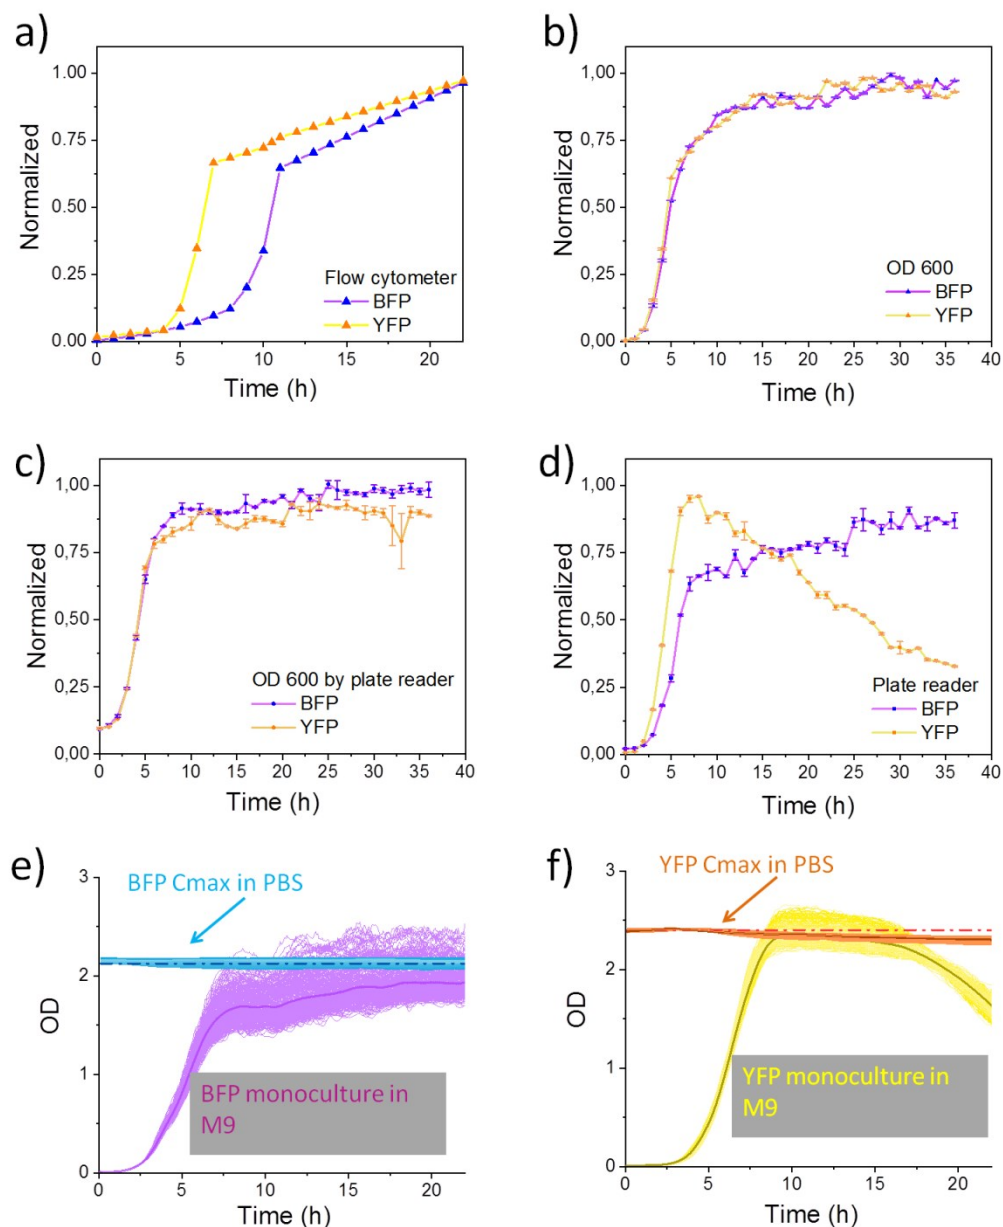 a)
1.00
0.75
0.50
0.25
0.00
Normalized
0
5
10
15
20
Time (h)
Flow cytometer
BFP
YFP
b)
1.00
0.75
0.50
0.25
0,00
Normalized
0
5
10
15
20
25
30
35
40
Time (h)
OD 600
BFP
YFP
c)
1,00
0,75
0,50
0,25
0,00
Normalized
0
5
10
15
20
25
30
35
40
Time (h)
OD 600 by plate reader
BFP
YFP
d)
1,00
0,75
0,50
0,25
0,00
Normalized
0
5
10
15
20
25
30
35
40
Time (h)
Plate reader
BFP
YFP
e)
3
2
1
0
OD
0
5
10
15
20
Time (h)
BFP Cmax in PBS
BFP monoculture in
M9
f)
3
2
1
0
OD
0
5
10
15
20
Time (h)
YFP Cmax in PBS
YFP monoculture in
M9